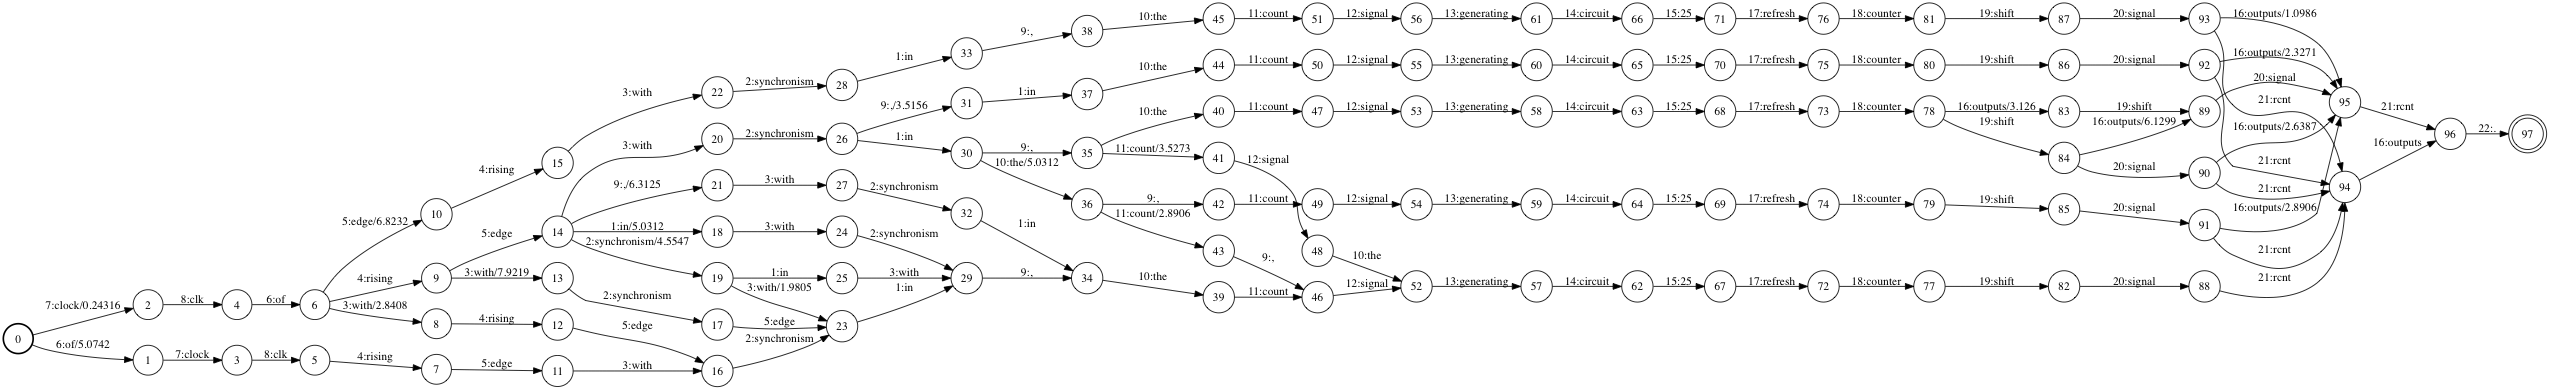 45 11:count 51 12:signal 56 13:generating 61 14:circuit 66 15:25 71 17:refresh 76 18:counter 81 19:shift 87 20:signal 93 16:outputs/1.0986
10:the
38
9:,
33
1:in
44 11:count 50 12:signal 55 13:generating 60 14:circuit 65 15:25 70 17:refresh 75 18:counter 80 19:shift 86 20:signal 92 16:outputs/2.3271
10:the
3:with 22 2:synchronism 28
9:,/3.5156 31 1:in 37
20:signal 95 21:rcnt
40 11:count 47 12:signal 53 13:generating 58 14:circuit 63 15:25 68 17:refresh 73 18:counter 78 16:outputs/3.126 83 19:shift 89 21:rcnt
10:the
19:shift 16:outputs/6.1299 16:outputs/2.6387
96 22:. 97
16:outputs
3:with 20 2:synchronism 26 1:in 30 9:, 35 11:count/3.5273 41 12:signal
10:the/5.0312
84 20:signal 90 21:rcnt
4:rising 15
21:rcnt 94
9:,/6.3125 21 3:with 27 2:synchronism 32 1:in
36 9:, 42 11:count 49 12:signal 54 13:generating 59 14:circuit 64 15:25 69 17:refresh 74 18:counter 79 19:shift 85 20:signal 91 16:outputs/2.8906
11:count/2.8906
5:edge/6.8232 10
5:edge 14 1:in/5.0312 18 3:with 24 2:synchronism
2:synchronism/4.5547
43 9:, 48 10:the 21:rcnt
4:rising 9 3:with/7.9219 13 19 1:in 25 3:with 29 9:, 34 10:the
3:with/1.9805 1:in
39 11:count 46 12:signal 52 13:generating 57 14:circuit 62 15:25 67 17:refresh 72 18:counter 77 19:shift 82 20:signal 88 21:rcnt
7:clock/0.24316 2 8:clk 4 6:of 6 3:with/2.8408
2:synchronism
8 4:rising 12 5:edge 17 5:edge 23
0
6:of/5.0742 1 7:clock 3 8:clk 5 4:rising 7 5:edge 11 3:with 16 2:synchronism